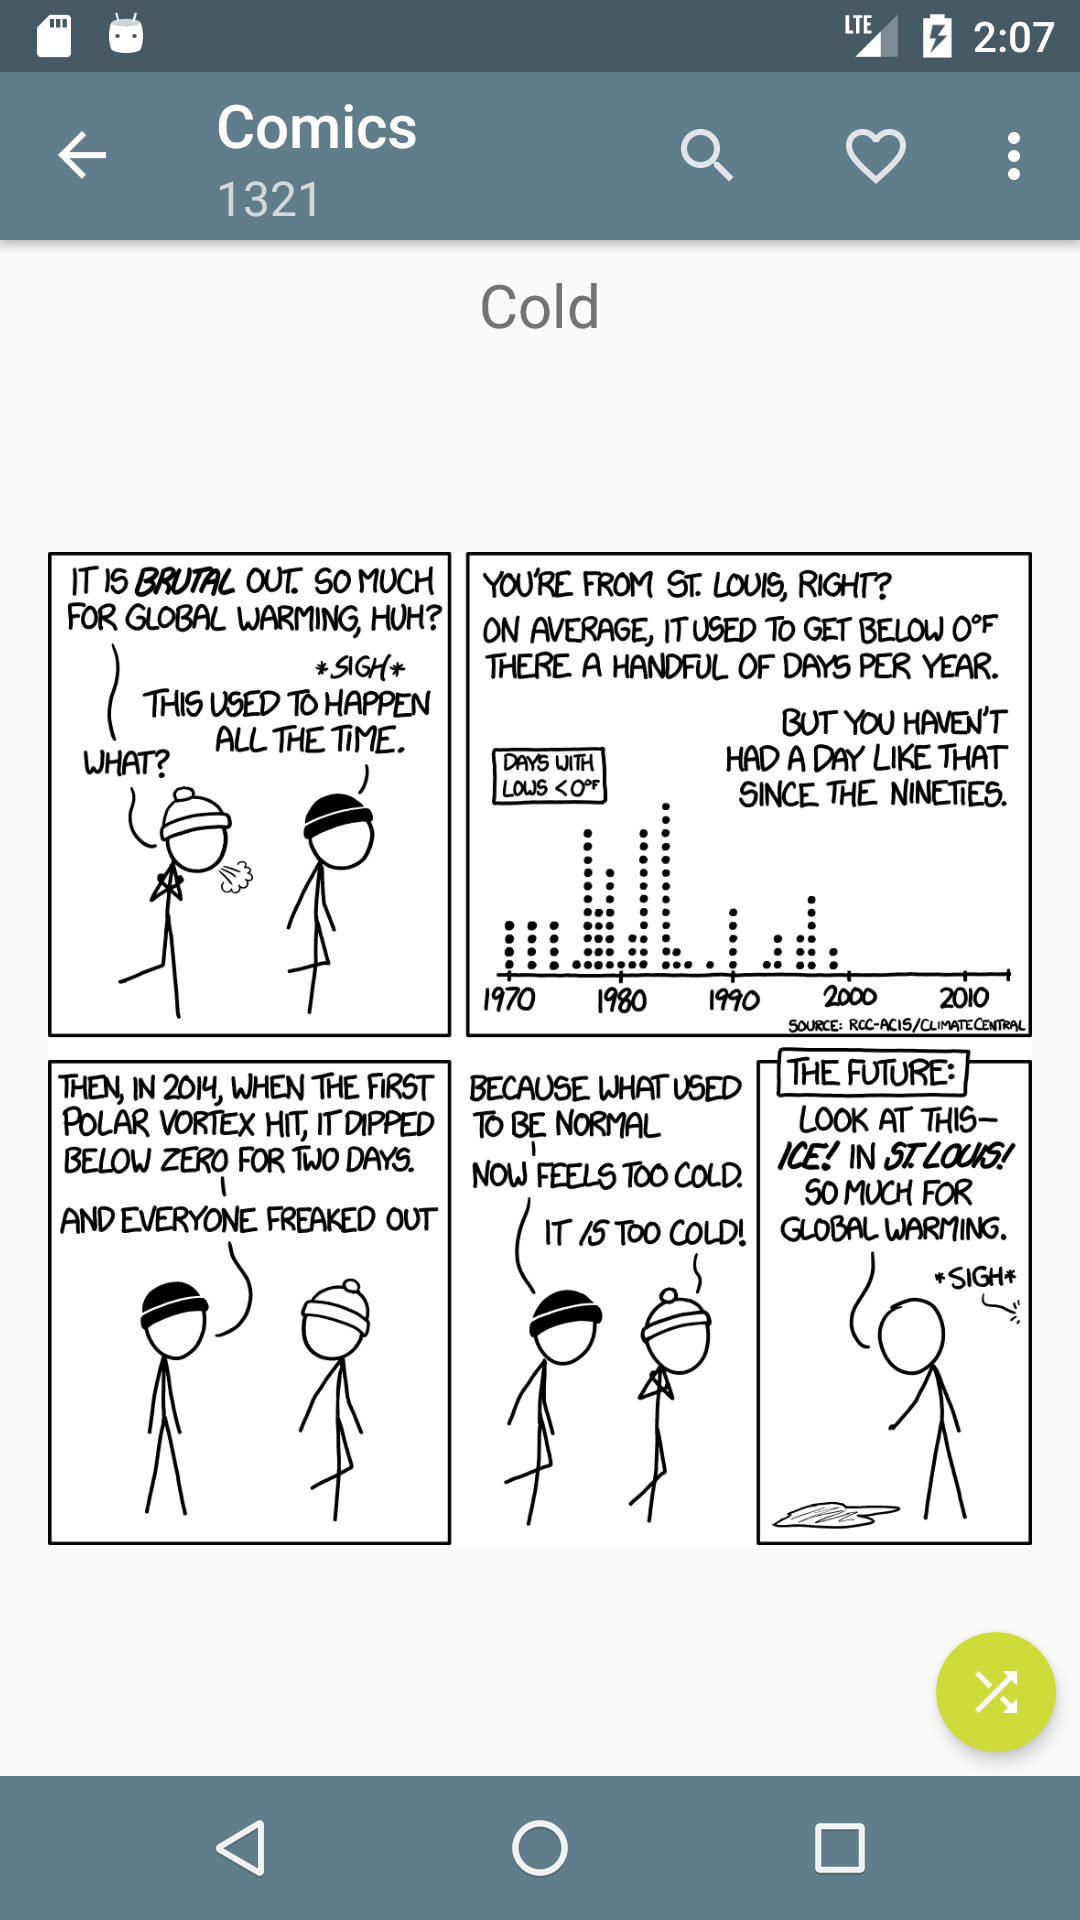 LTE 2:07
Comics
1321
Cold
IT IS BRUTAL OUT. SO MUCH
FOR GLOBAL WARMING, HUH?
*SIGH*
THIS USED TO HAPPEN
ALL THE TIME.
WHAT?
YOU'RE FROM ST. LOUIS, RIGHT?
ON AVERAGE, IT USED TO GET BELOW 0°F
THERE A HANDFUL OF DAYS PER YEAR.
BUT YOU HAVEN'T
HAD A DAY LIKE THAT
SINCE THE NINETIES.
DAYS WITH
LOWS <0°F
1970 1980 1990 2000 2010
SOURCE: RCC-ACIS/CLIMATE CENTRAL
THEN, IN 2014, WHEN THE FIRST
POLAR VORTEX HIT, IT DIPPED
BELOW ZERO FOR TWO DAYS.
AND EVERYONE FREAKED OUT
BECAUSE WHAT USED
TO BE NORMAL
NOW FEELS TOO COLD.
IT IS TOO COLD!
THE FUTURE:
LOOK AT THIS—
ICE! IN ST. LOUIS!
SO MUCH FOR
GLOBAL WARMING.
*SIGH*